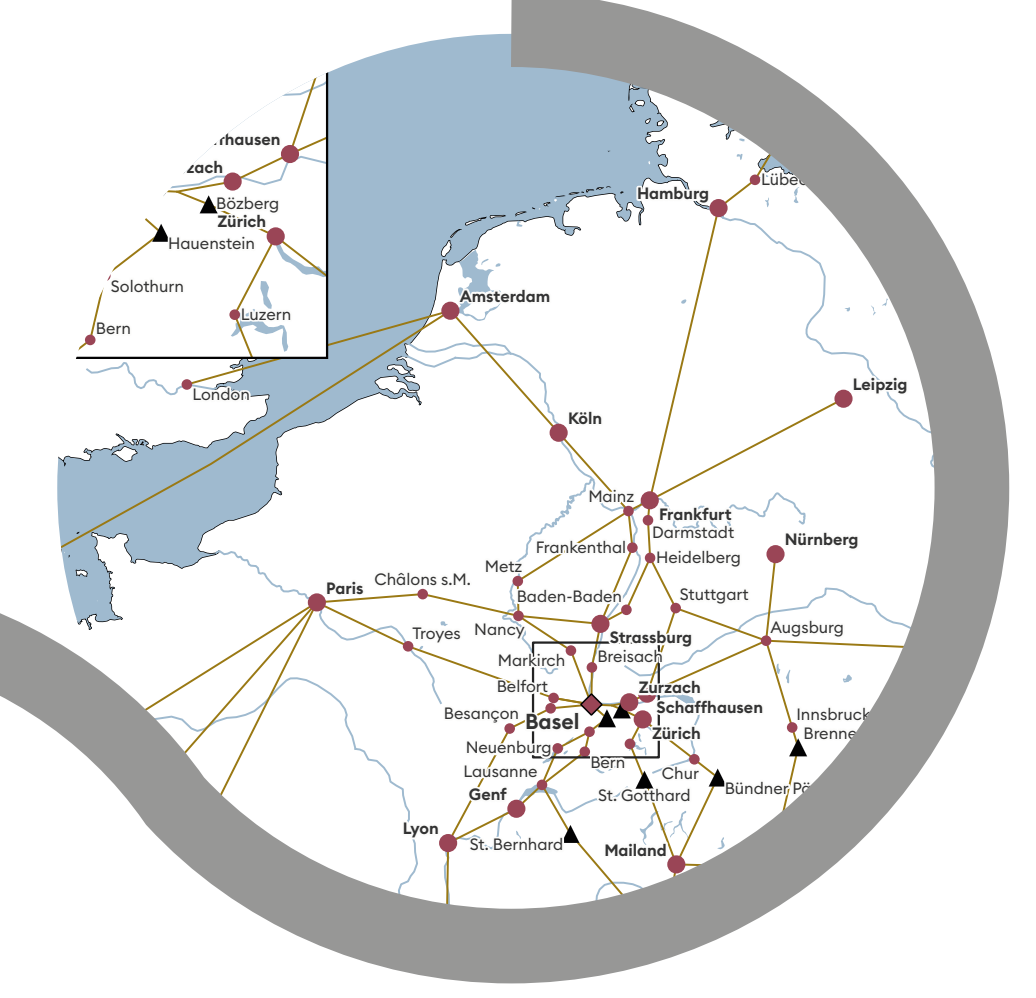 rhausen
zach
Bözberg
Zürich
Hauenstein
Solothurn
Luzern
Bern
Lübec
Hamburg
Amsterdam
London
Leipzig
Köln
Mainz
Frankfurt
Darmstadt
Nürnberg
Frankenthal
Heidelberg
Metz
Châlons s.M.
Paris
Baden-Baden
Stuttgart
Nancy
Troyes
Strassburg
Augsburg
Markirch
Breisach
Belfort
Zurzach
Schaffhausen
Besançon
Basel
Innsbruck
Brenne
Zürich
Neuenburg
Bern
Lausanne
Chur
Bündner Pä
Genf
St. Gotthard
Lyon
St. Bernhard
Mailand